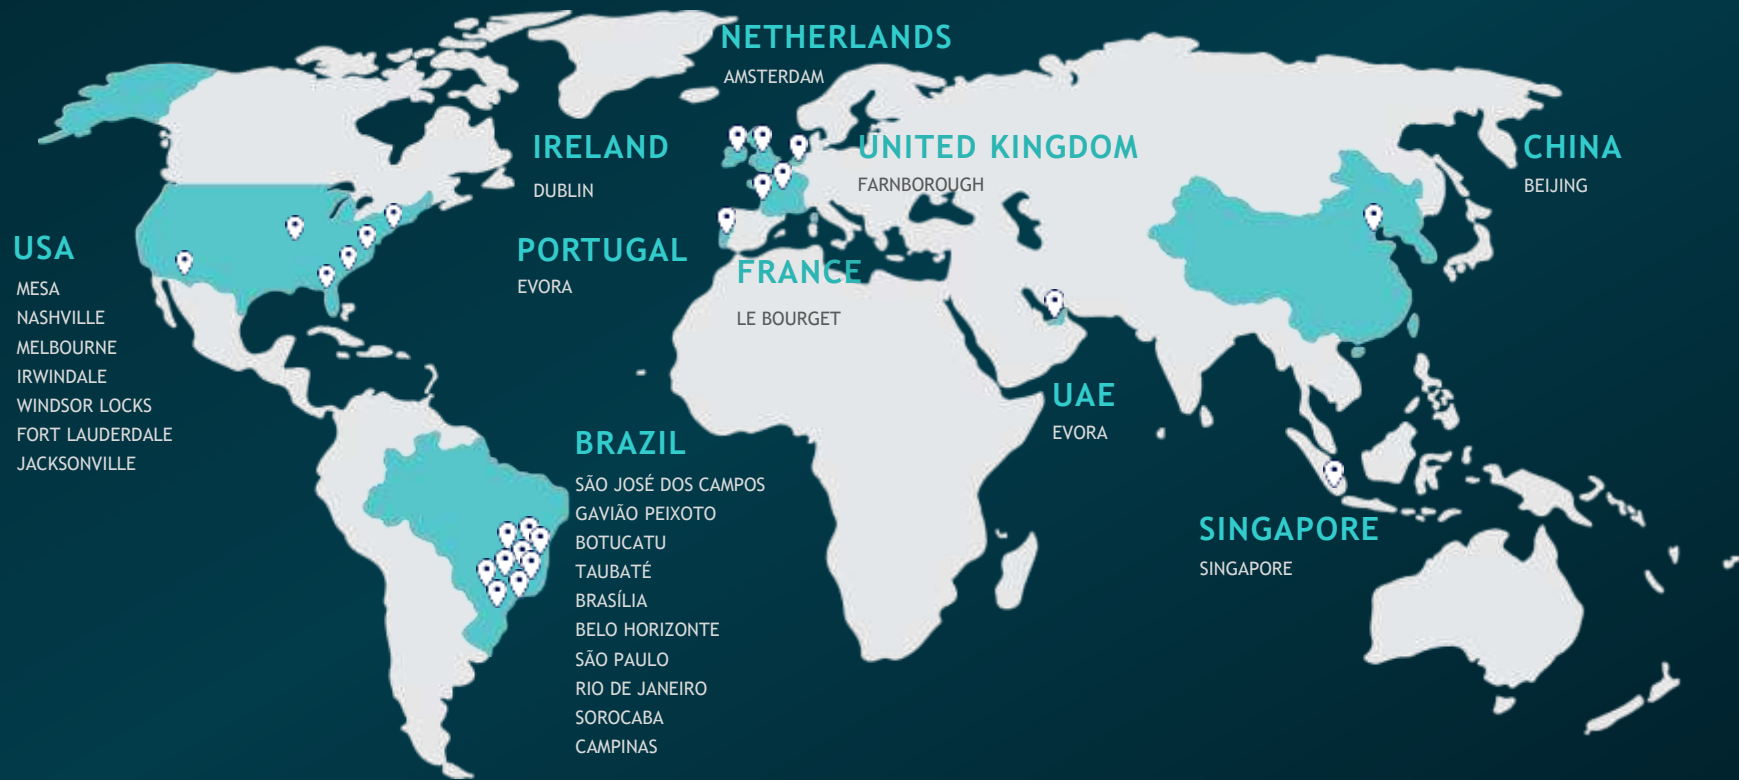 NETHERLANDS
AMSTERDAM
IRELAND
DUBLIN
UNITED KINGDOM
FARNBOROUGH
CHINA
BEIJING
USA
MESA
NASHVILLE
MELBOURNE
IRWINDALE
WINDSOR LOCKS
FORT LAUDERDALE
JACKSONVILLE
PORTUGAL
EVORA
FRANCE
LE BOURGET
UAE
EVORA
BRAZIL
SÃO JOSÉ DOS CAMPOS
GAVIÃO PEIXOTO
BOTUCATU
TAUBATÉ
BRASÍLIA
BELO HORIZONTE
SÃO PAULO
RIO DE JANEIRO
SOROCABA
CAMPINAS
SINGAPORE
SINGAPORE